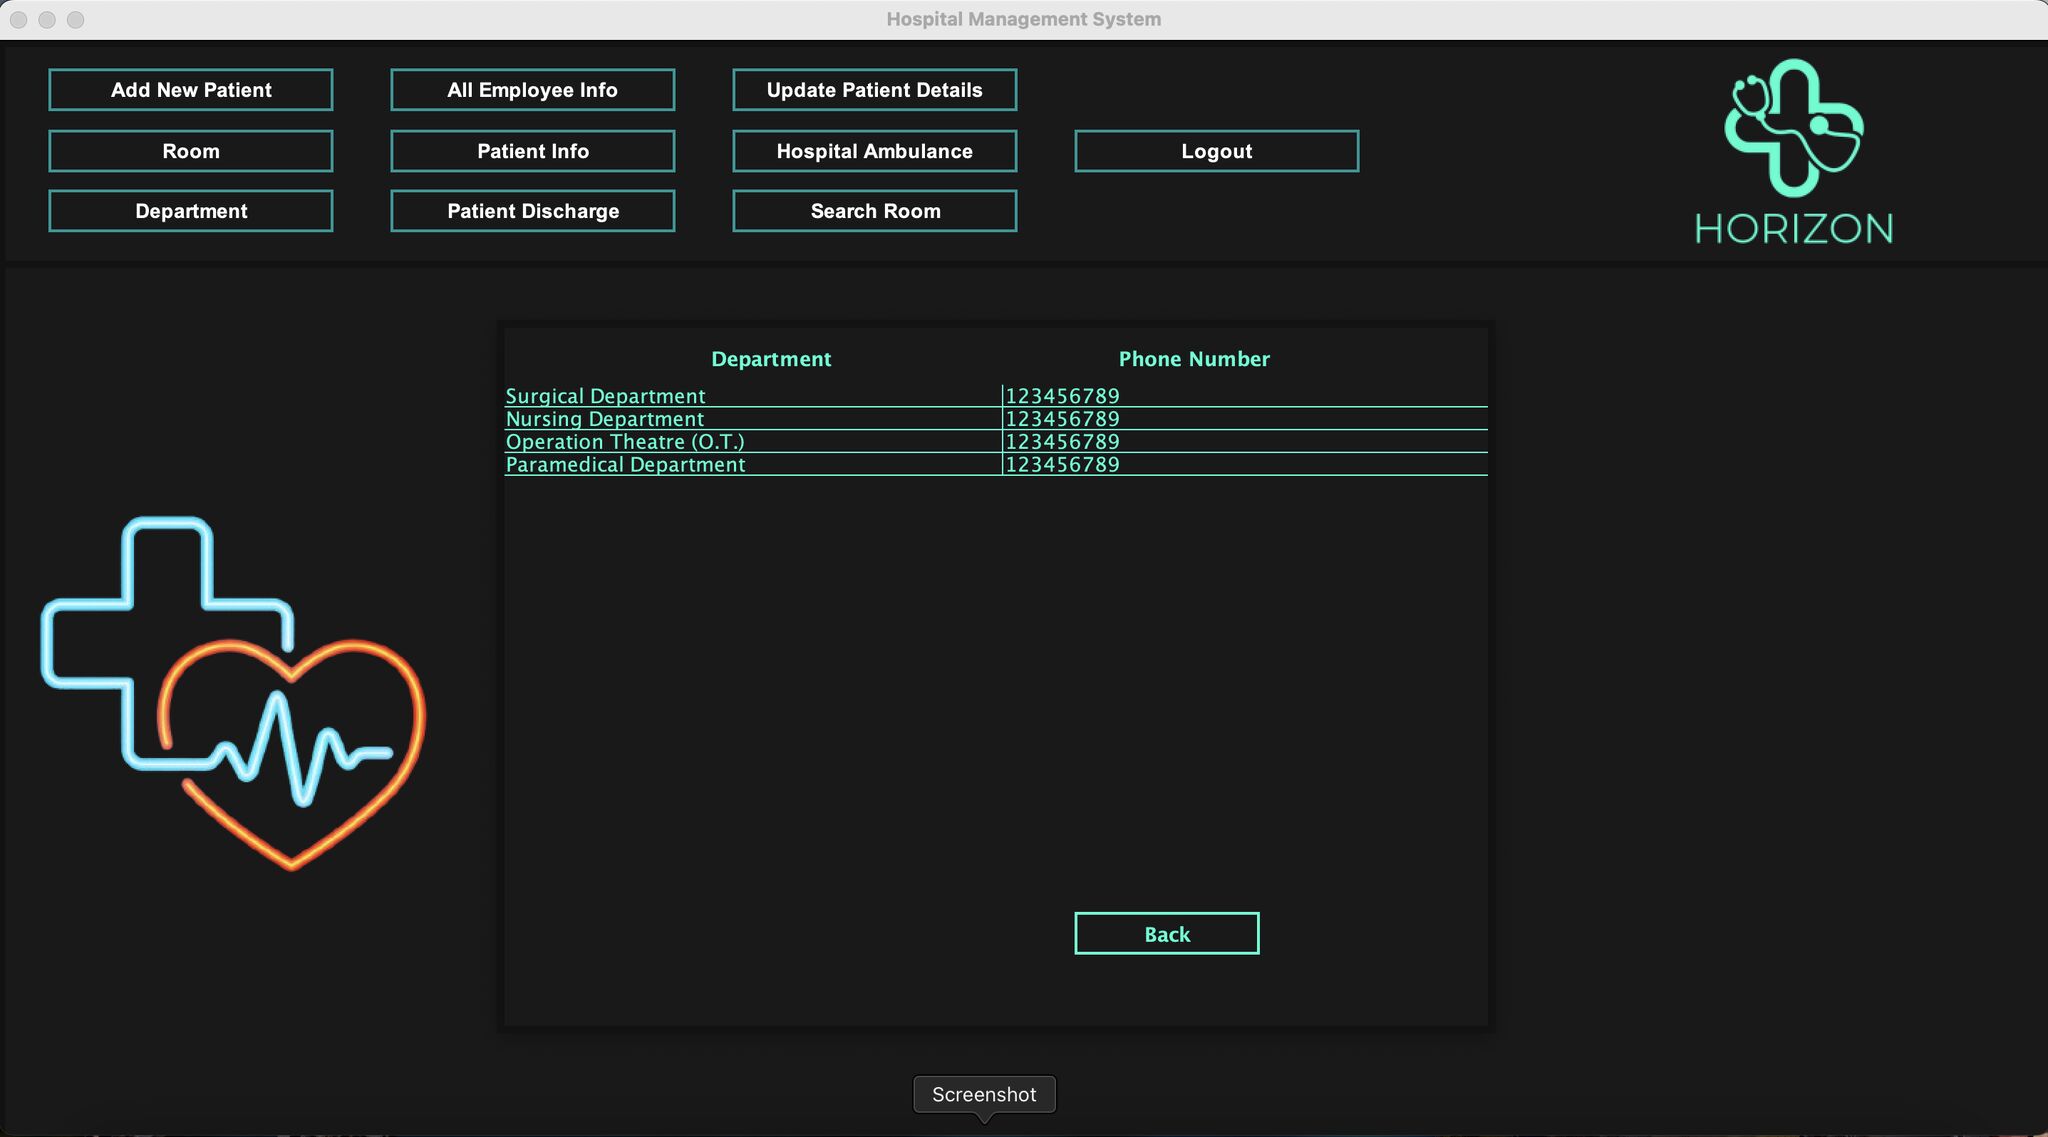 Hospital Management System
Add New Patient All Employee Info Update Patient Details
Room Patient Info Hospital Ambulance Logout
Department Patient Discharge Search Room
HORIZON
Department Phone Number
Surgical Department 123456789
Nursing Department 123456789
Operation Theatre (O.T.) 123456789
Paramedical Department 123456789
Back
Screenshot